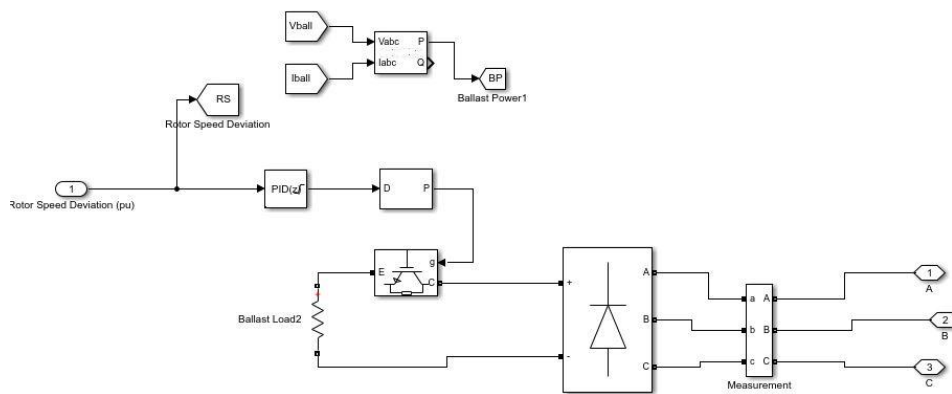 Vball
Vabc P
Iball
Iabc Q
BP
Ballast Power1
RS
Rotor Speed Deviation
1
PID(z)
D P
Rotor Speed Deviation (pu)
g
E
C
+
A
a A
1
A
Ballast Load2
B
b B
2
B
-
C
c C
3
C
Measurement